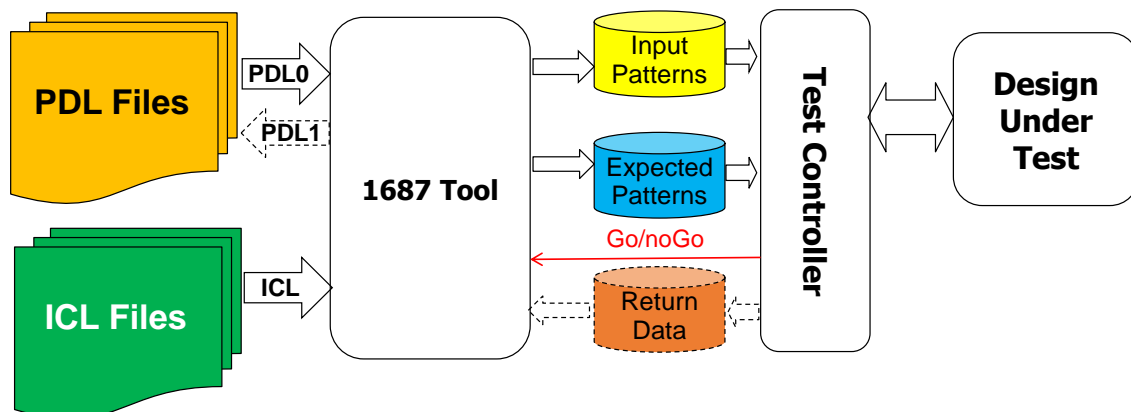 PDL Files
PDL0
PDL1
ICL Files
ICL
1687 Tool
Input
Patterns
Expected
Patterns
Go/noGo
Return
Data
Test Controller
Design
Under
Test